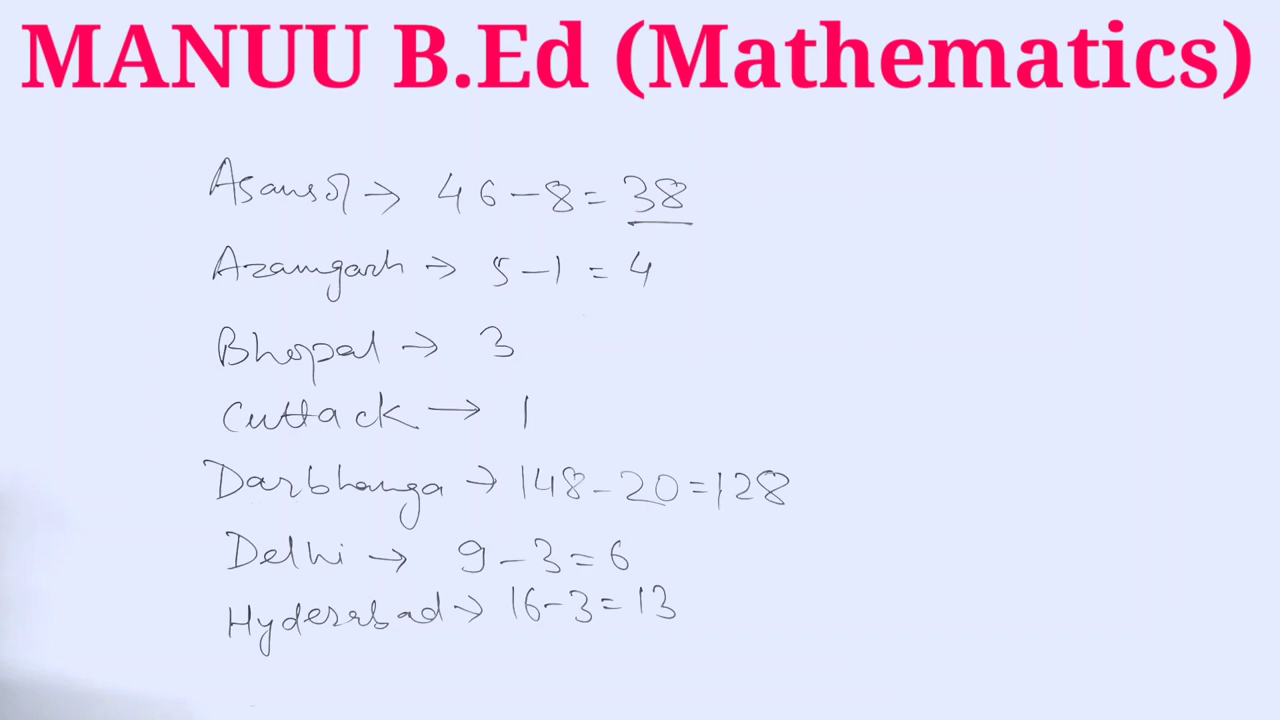 MANUU B.Ed (Mathematics)
Asansol → 46-8=38
Azamgarh → 5-1=4
Bhopal → 3
Cuttack → 1
Darbhanga → 148-20=128
Delhi → 9-3=6
Hyderabad → 16-3=13